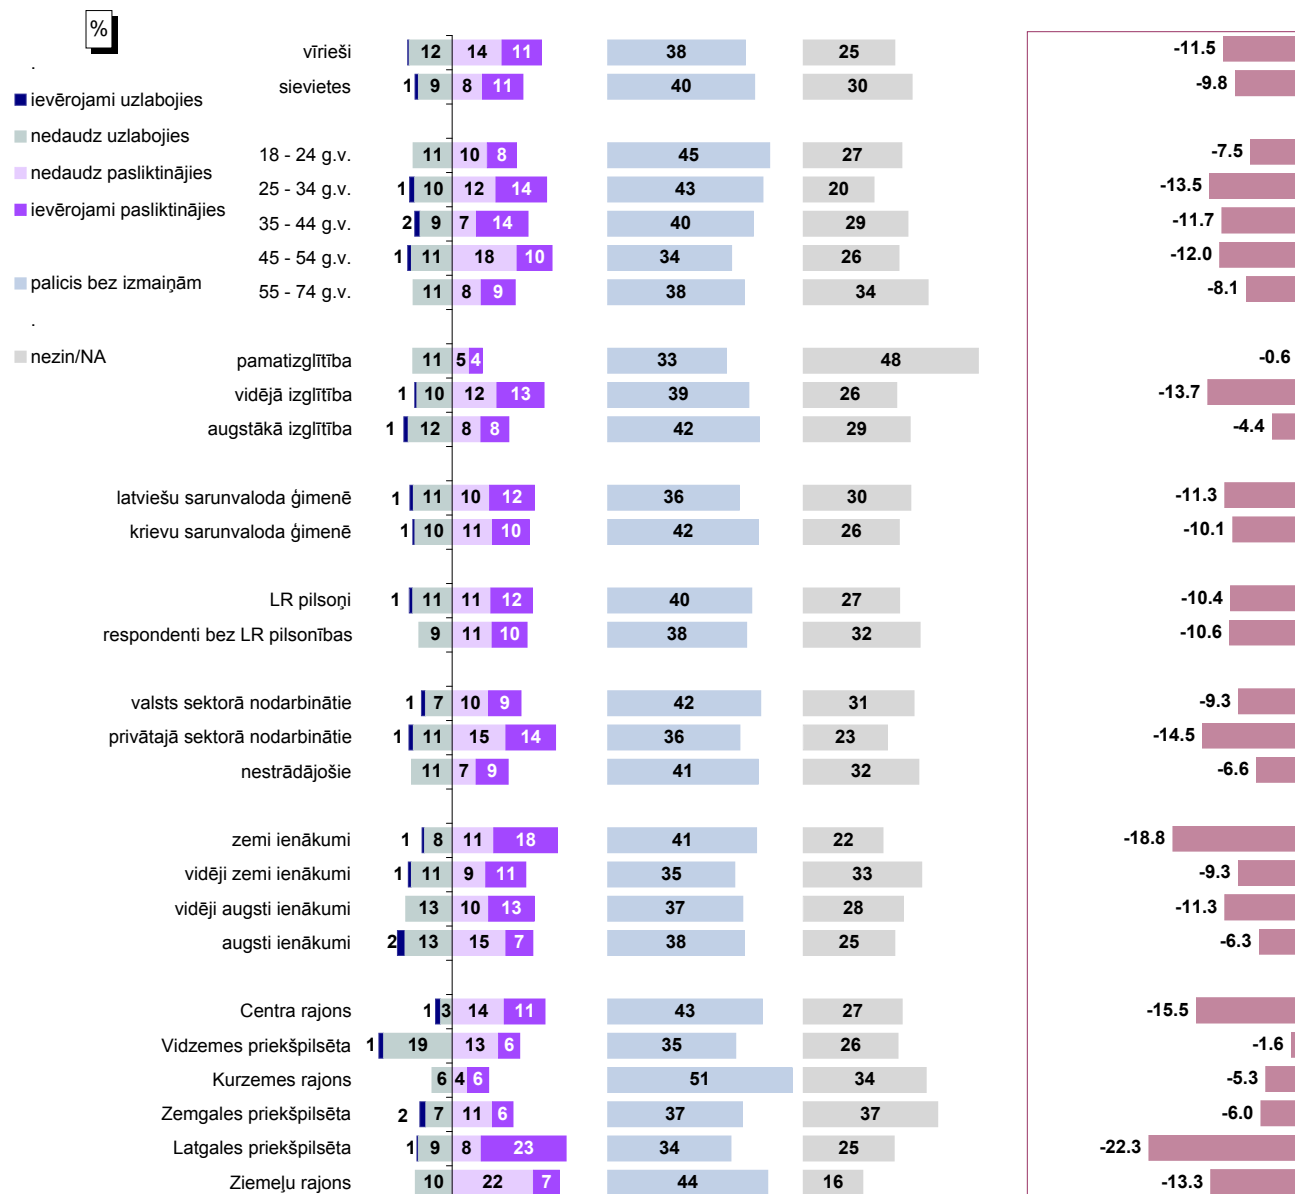 %
.
ievērojami uzlabojies
nedaudz uzlabojies
nedaudz pasliktinājies
ievērojami pasliktinājies
palicis bez izmaiņām
.
nezin/NA
vīrieši 12 14 11 38 25 -11.5
sievietes 1 9 8 11 40 30 -9.8
18 - 24 g.v. 11 10 8 45 27 -7.5
25 - 34 g.v. 1 10 12 14 43 20 -13.5
35 - 44 g.v. 2 9 7 14 40 29 -11.7
45 - 54 g.v. 1 11 18 10 34 26 -12.0
55 - 74 g.v. 11 8 9 38 34 -8.1
pamatizglītība 11 5 4 33 48 -0.6
vidējā izglītība 1 10 12 13 39 26 -13.7
augstākā izglītība 1 12 8 8 42 29 -4.4
latviešu sarunvaloda ģimenē 1 11 10 12 36 30 -11.3
krievu sarunvaloda ģimenē 1 10 11 10 42 26 -10.1
LR pilsoņi 1 11 11 12 40 27 -10.4
respondenti bez LR pilsonības 9 11 10 38 32 -10.6
valsts sektorā nodarbinātie 1 7 10 9 42 31 -9.3
privātajā sektorā nodarbinātie 1 11 15 14 36 23 -14.5
nestrādājošie 11 7 9 41 32 -6.6
zemi ienākumi 1 8 11 18 41 22 -18.8
vidēji zemi ienākumi 1 11 9 11 35 33 -9.3
vidēji augsti ienākumi 13 10 13 37 28 -11.3
augsti ienākumi 2 13 15 7 38 25 -6.3
Centra rajons 1 3 14 11 43 27 -15.5
Vidzemes priekšpilsēta 1 19 13 6 35 26 -1.6
Kurzemes rajons 6 4 6 51 34 -5.3
Zemgales priekšpilsēta 2 7 11 6 37 37 -6.0
Latgales priekšpilsēta 1 9 8 23 34 25 -22.3
Ziemeļu rajons 10 22 7 44 16 -13.3